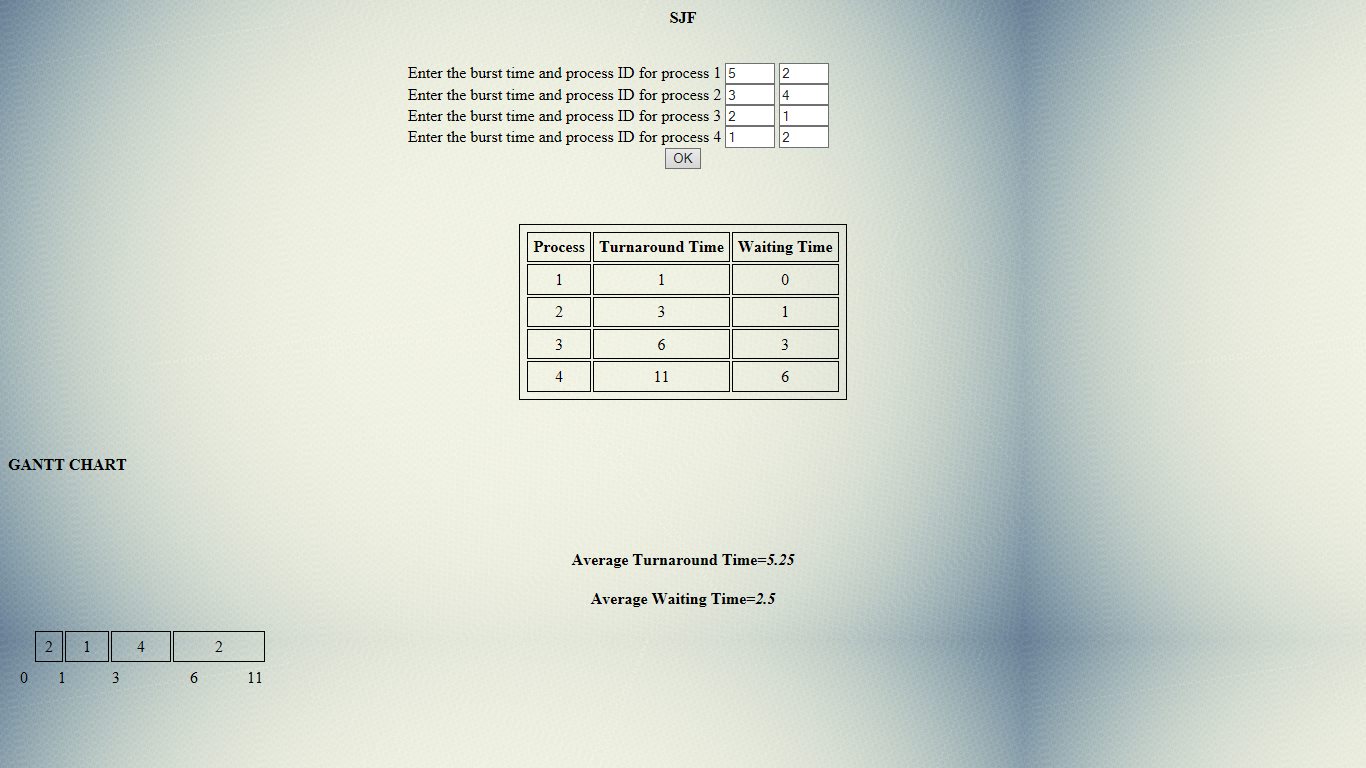 SJF
Enter the burst time and process ID for process 1 5 2
Enter the burst time and process ID for process 2 3 4
Enter the burst time and process ID for process 3 2 1
Enter the burst time and process ID for process 4 1 2
OK
Process Turnaround Time Waiting Time
1 1 0
2 3 1
3 6 3
4 11 6
GANTT CHART
Average Turnaround Time=5.25
Average Waiting Time=2.5
2 1 4 2
0 1 3 6 11